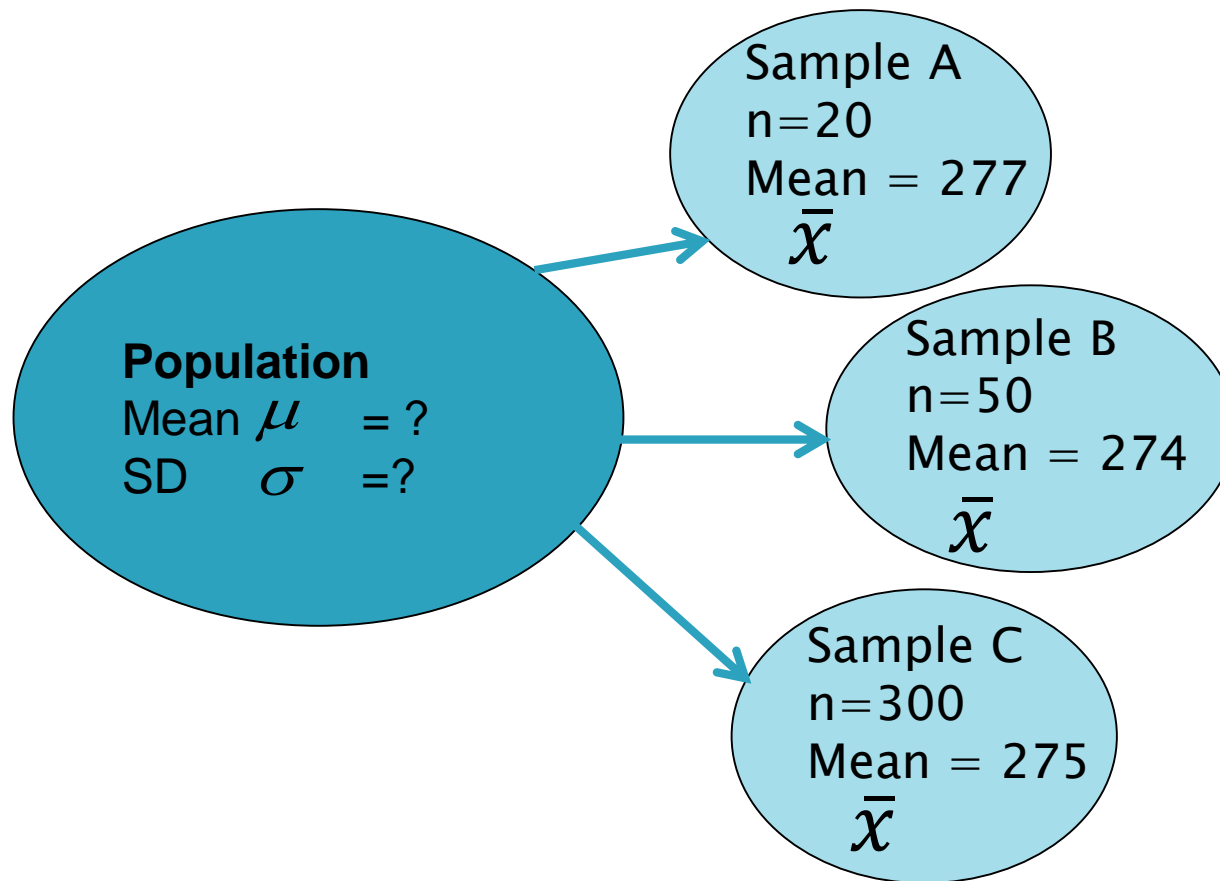 Population
Mean μ = ?
SD σ =?
Sample A
n=20
Mean = 277
x̄
Sample B
n=50
Mean = 274
x̄
Sample C
n=300
Mean = 275
x̄